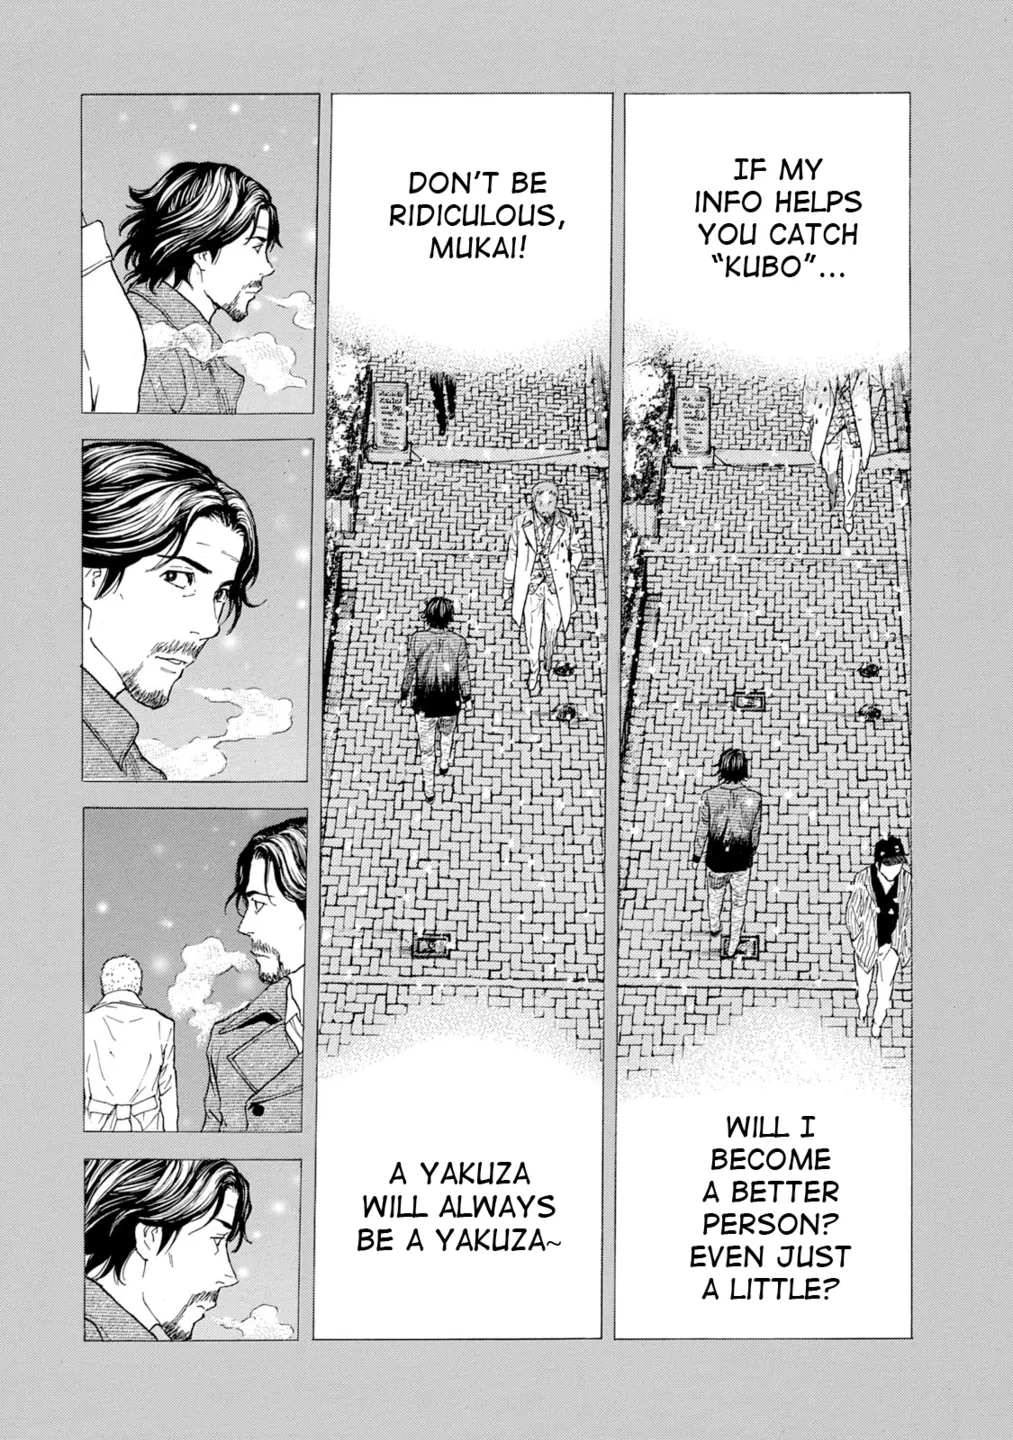 IF MY
INFO HELPS
YOU CATCH
“KUBO”...
WILL I
BECOME
A BETTER
PERSON?
EVEN JUST
A LITTLE?
DON'T BE
RIDICULOUS,
MUKAI!
A YAKUZA
WILL ALWAYS
BE A YAKUZA~